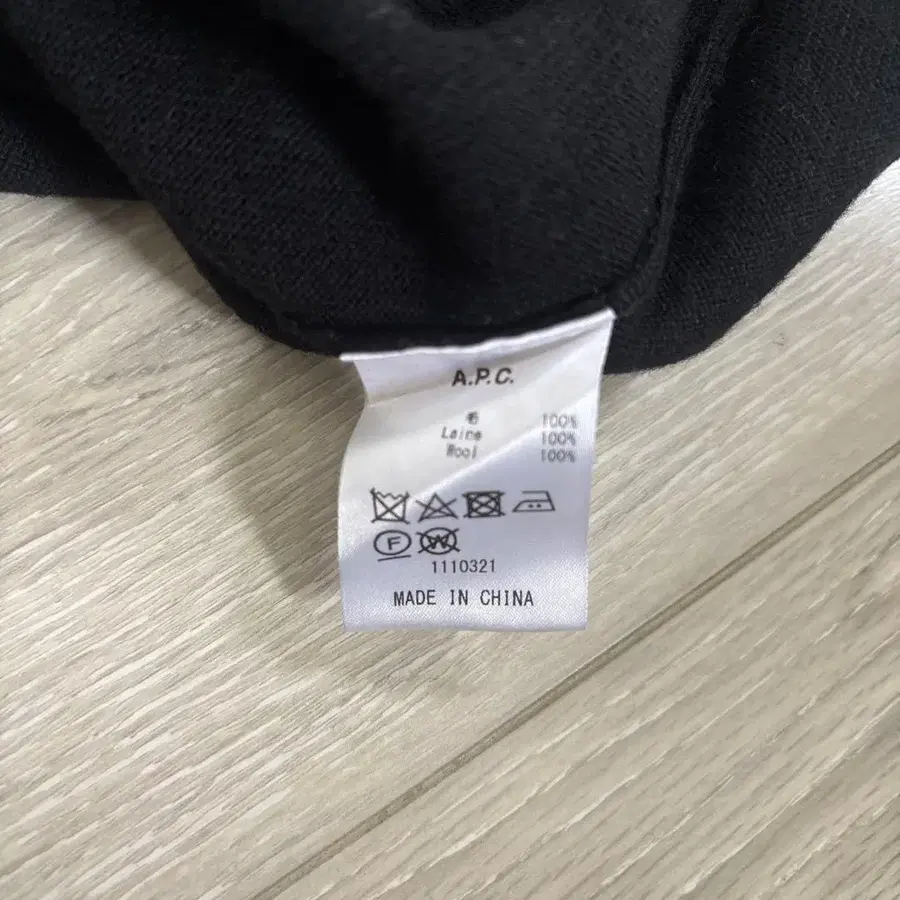 A.P.C.
毛 100%
Laine 100%
Wool 100%
F
W
1110321
MADE IN CHINA